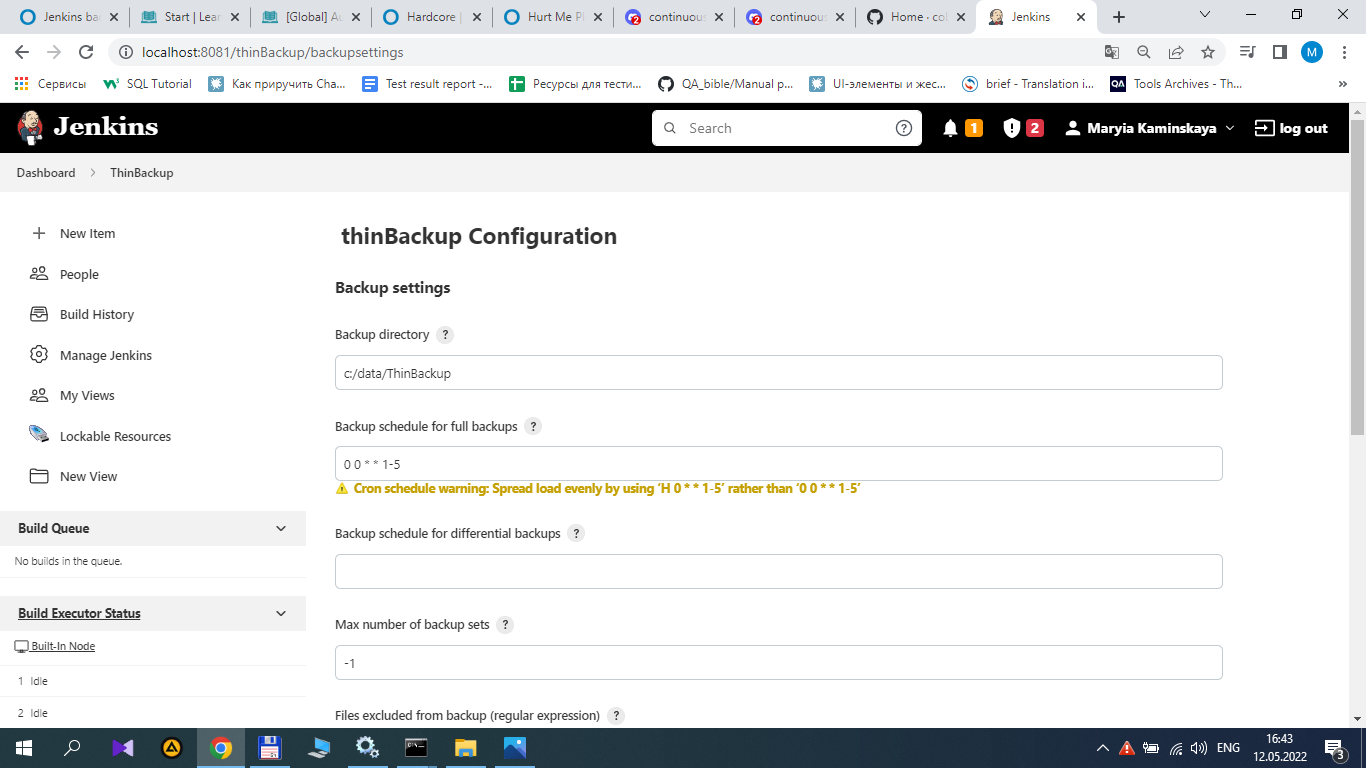 Jenkins ba
Start | Lear
[Global] Au
Hardcore |
Hurt Me Pl
continuous
continuous
Home · col
Jenkins
localhost:8081/thinBackup/backupsettings
M
Сервисы
SQL Tutorial
Как приручить Cha...
Test result report -...
Ресурсы для тести...
QA_bible/Manual p...
UI-элементы и жес...
brief - Translation i...
QA
Tools Archives - Th...
»
Jenkins
Search
1
2
Maryia Kaminskaya
log out
Dashboard
ThinBackup
New Item
People
Build History
Manage Jenkins
My Views
Lockable Resources
New View
Build Queue
No builds in the queue.
Build Executor Status
Built-In Node
1 Idle
2 Idle
thinBackup Configuration
Backup settings
Backup directory ?
c:/data/ThinBackup
Backup schedule for full backups ?
0 0 * * 1-5
Cron schedule warning: Spread load evenly by using ‘H 0 * * 1-5’ rather than ‘0 0 * * 1-5’
Backup schedule for differential backups ?
Max number of backup sets ?
-1
Files excluded from backup (regular expression) ?
ENG
16:43
12.05.2022
3